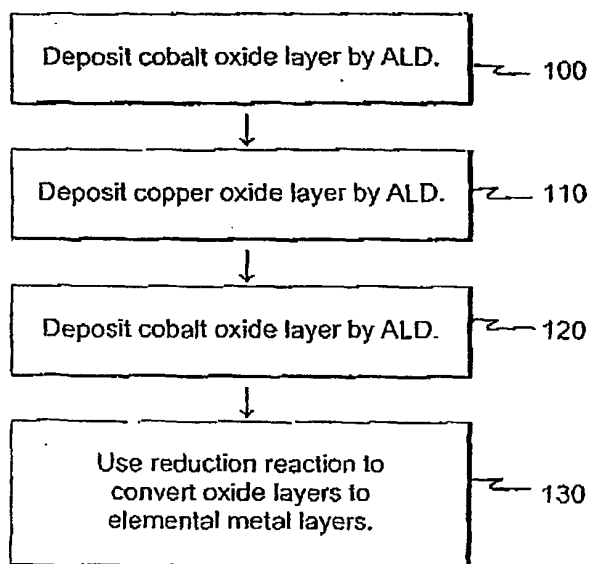 Deposit cobalt oxide layer by ALD.
100
Deposit copper oxide layer by ALD.
110
Deposit cobalt oxide layer by ALD.
120
Use reduction reaction to
convert oxide layers to
elemental metal layers.
130